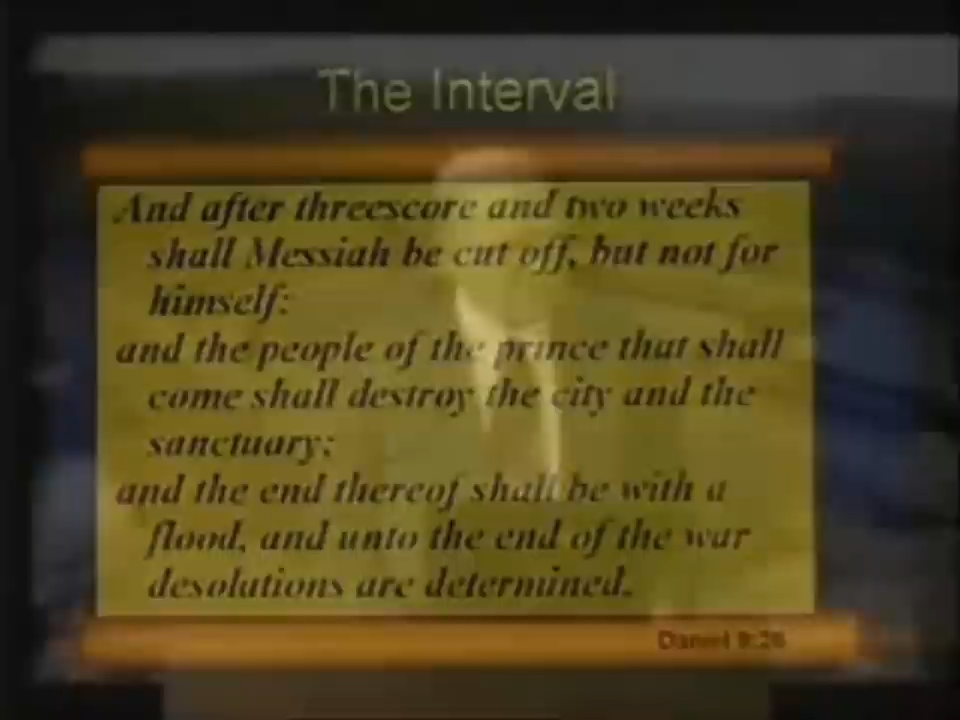 The Interval
And after threescore and two weeks
shall Messiah be cut off, but not for
himself:
and the people of the prince that shall
come shall destroy the city and the
sanctuary;
and the end thereof shall be with a
flood, and unto the end of the war
desolations are determined.
Daniel 9:26